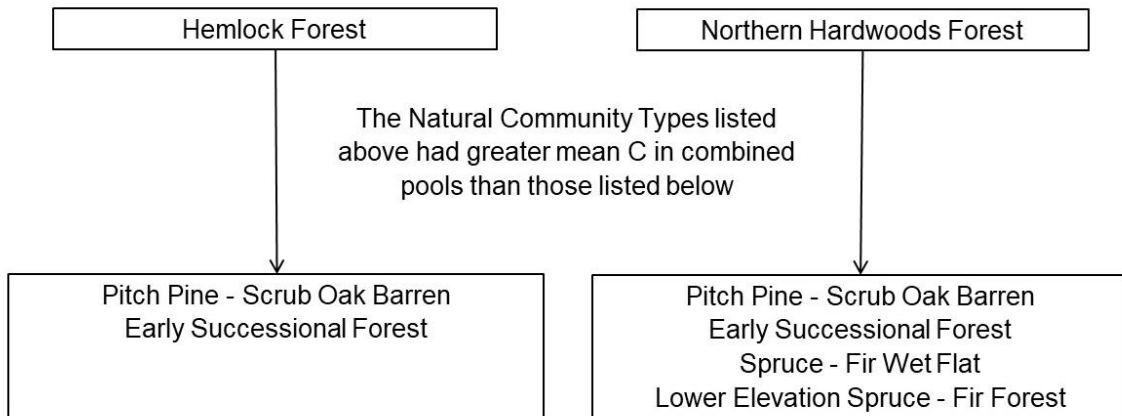 Hemlock Forest
Northern Hardwoods Forest
The Natural Community Types listed
above had greater mean C in combined
pools than those listed below
Pitch Pine - Scrub Oak Barren
Early Successional Forest
Pitch Pine - Scrub Oak Barren
Early Successional Forest
Spruce - Fir Wet Flat
Lower Elevation Spruce - Fir Forest